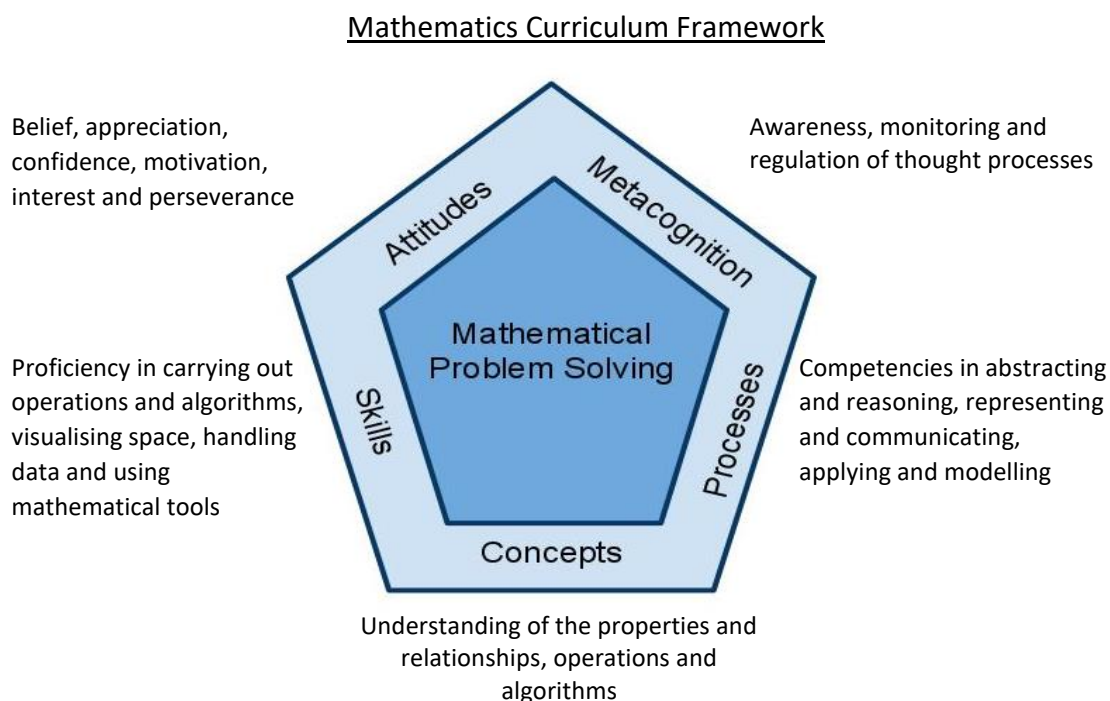 Mathematics Curriculum Framework
Belief, appreciation,
confidence, motivation,
interest and perseverance
Awareness, monitoring and
regulation of thought processes
Attitudes
Metacognition
Mathematical
Problem Solving
Proficiency in carrying out
operations and algorithms,
visualising space, handling
data and using
mathematical tools
Skills
Processes
Competencies in abstracting
and reasoning, representing
and communicating,
applying and modelling
Concepts
Understanding of the properties and
relationships, operations and
algorithms